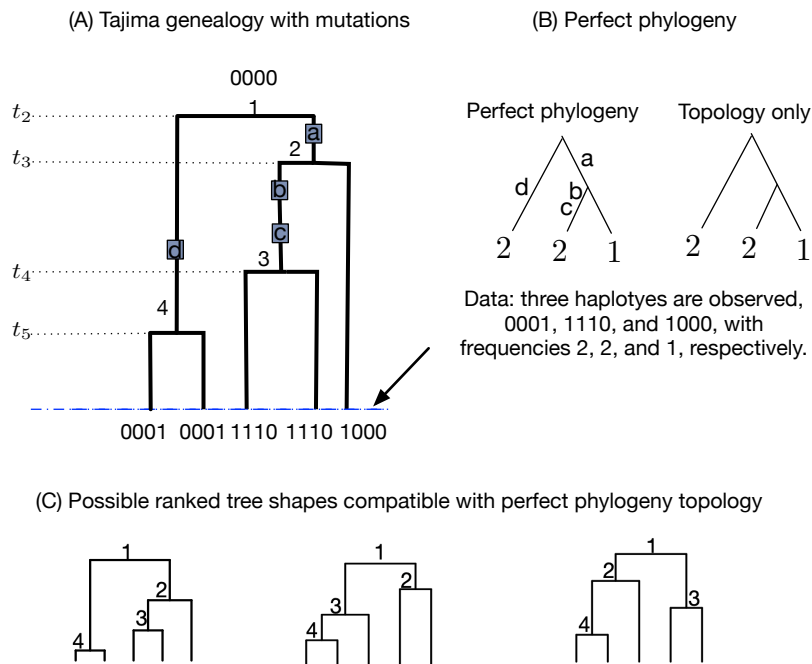 (A) Tajima genealogy with mutations
0000
t2
1
a
t3
2
b
c
d
t4
3
4
t5
0001 0001 1110 1110 1000
(B) Perfect phylogeny
Perfect phylogeny Topology only
a
d b
c
2 2 1 2 2 1
Data: three haplotyes are observed,
0001, 1110, and 1000, with
frequencies 2, 2, and 1, respectively.
(C) Possible ranked tree shapes compatible with perfect phylogeny topology
1
2
3
4
1
2
3
4
1
2
3
4